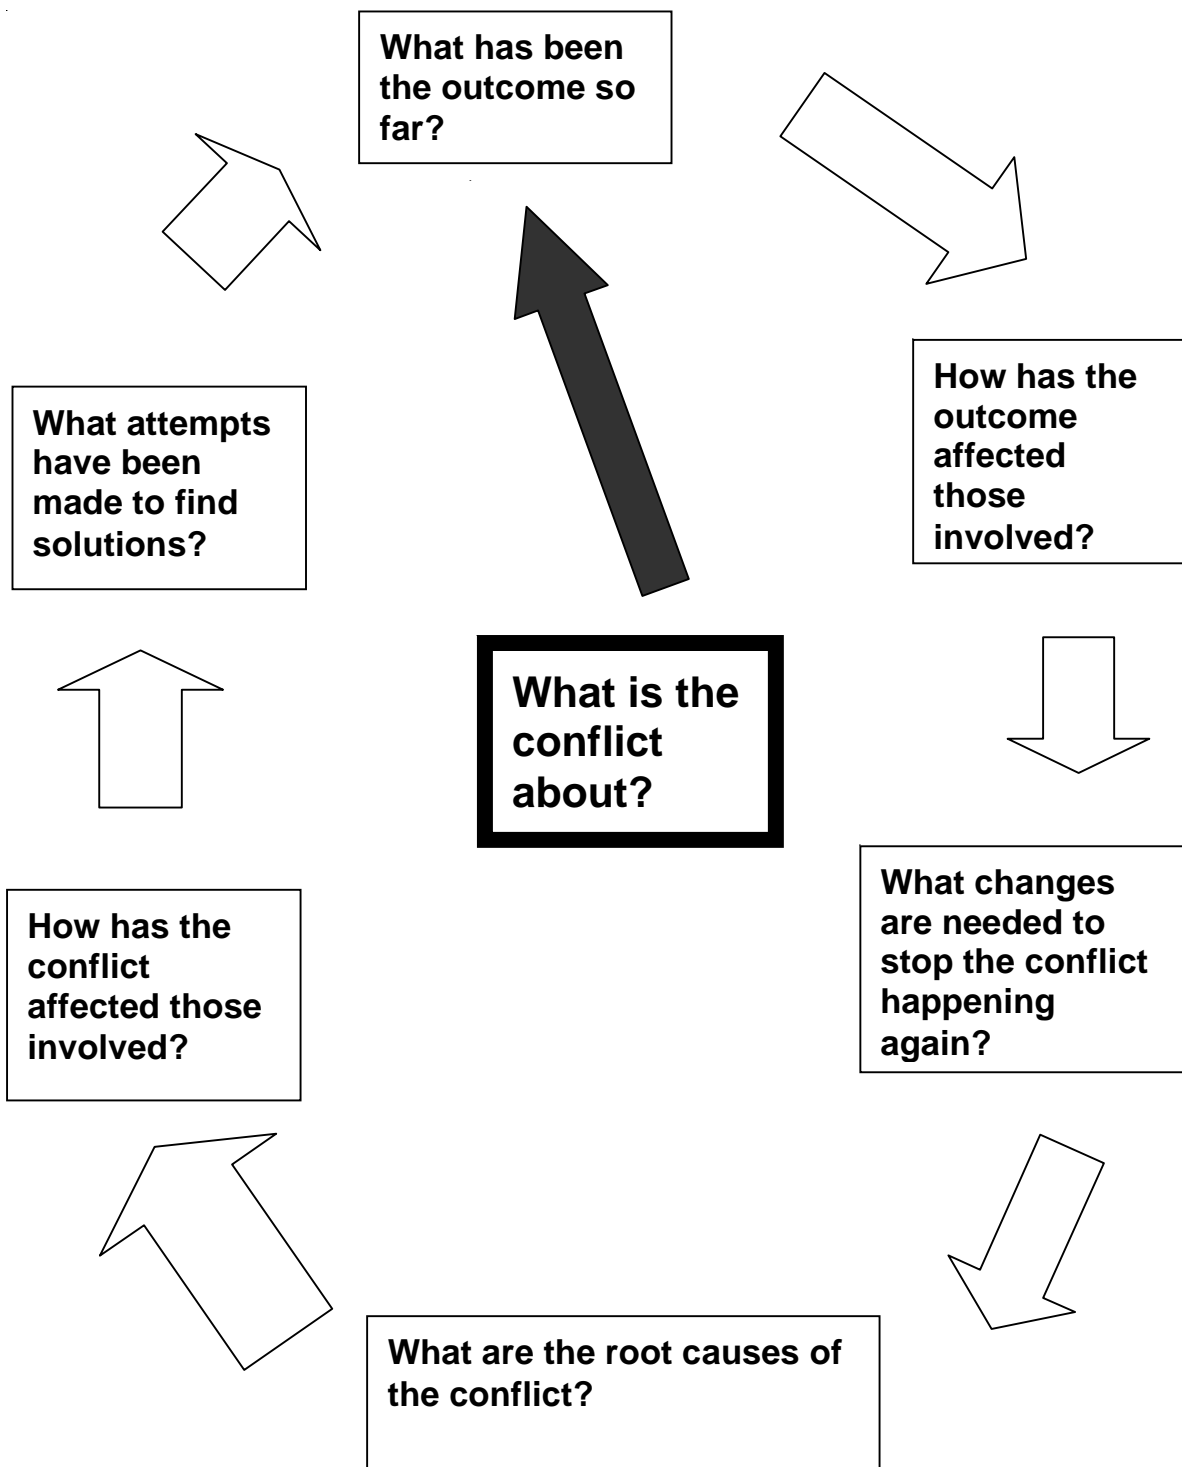 What has been
the outcome so
far?
How has the
outcome
affected
those
involved?
What attempts
have been
made to find
solutions?
What is the
conflict
about?
What changes
are needed to
stop the conflict
happening
again?
How has the
conflict
affected those
involved?
What are the root causes of
the conflict?